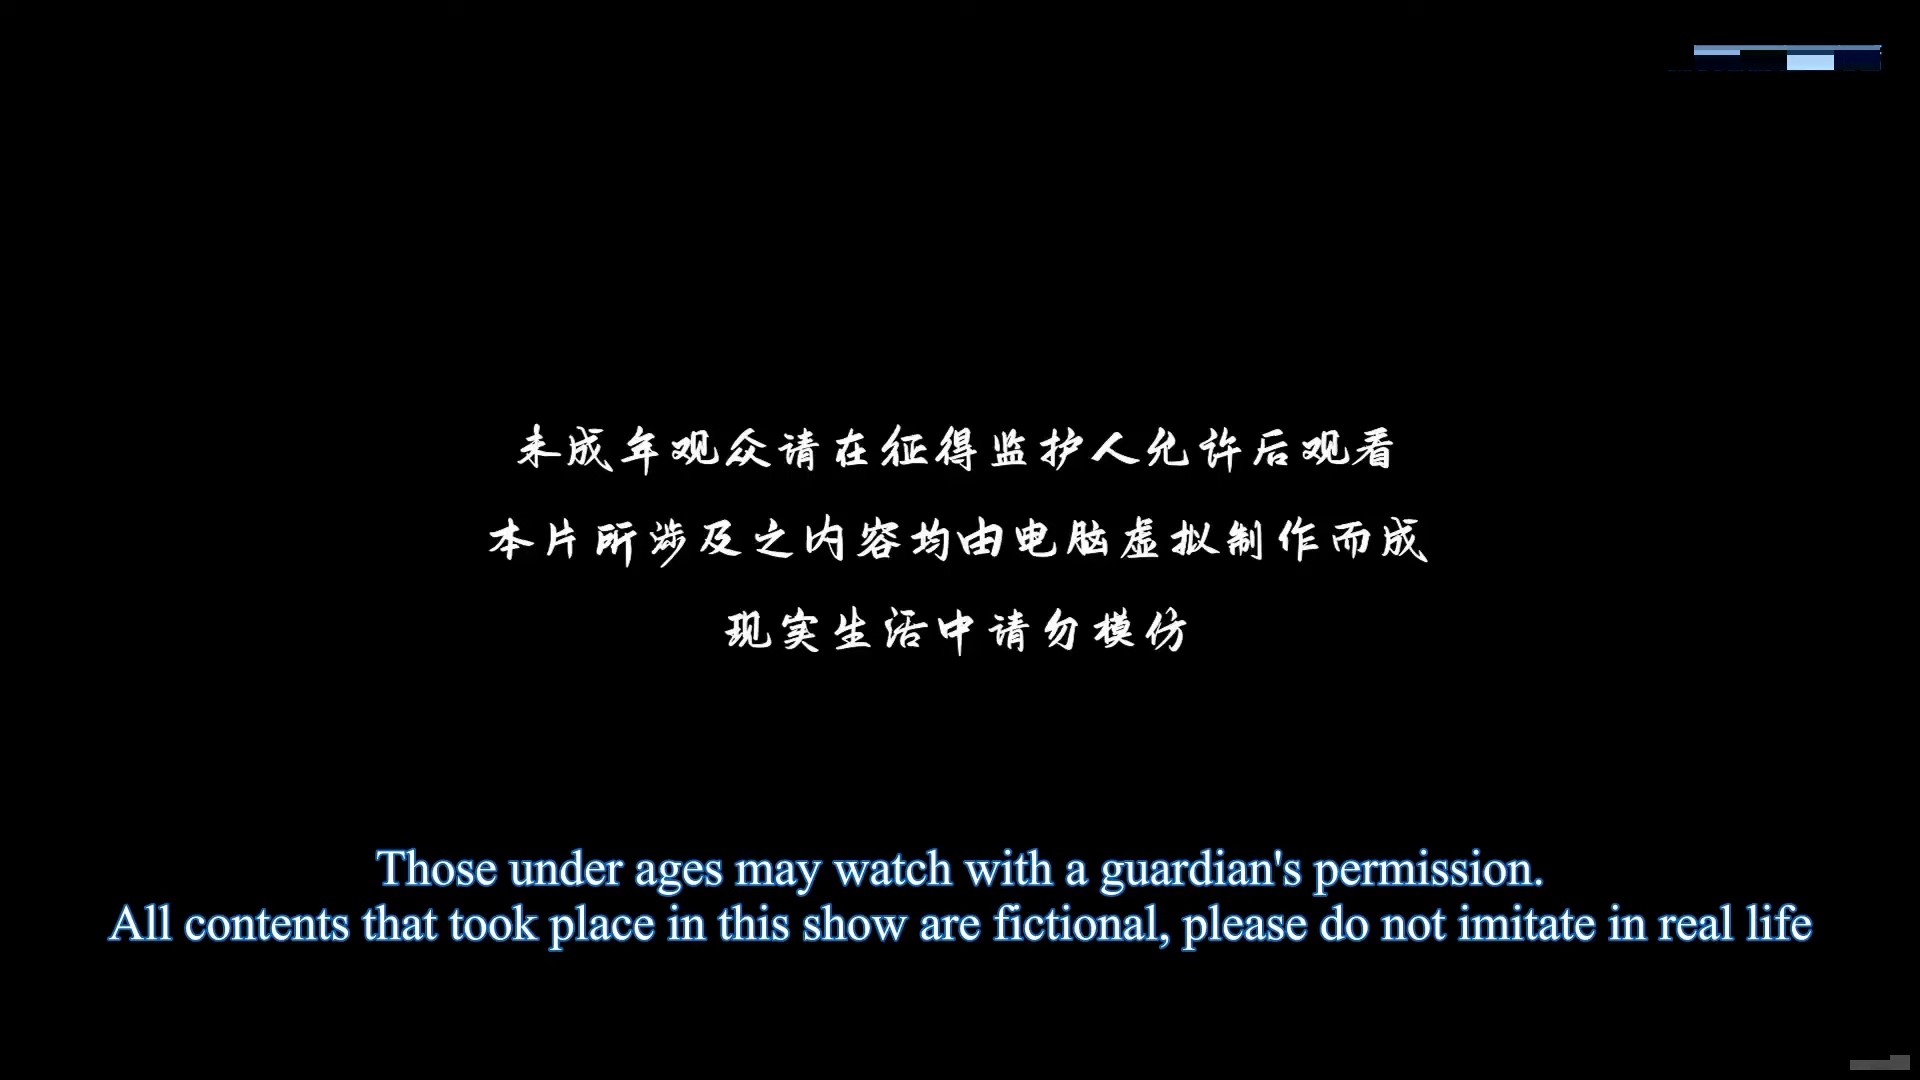 未成年观众请在征得监护人允许后观看
本片所涉及之内容均由电脑虚拟制作而成
现实生活中请勿模仿
Those under ages may watch with a guardian's permission.
All contents that took place in this show are fictional, please do not imitate in real life